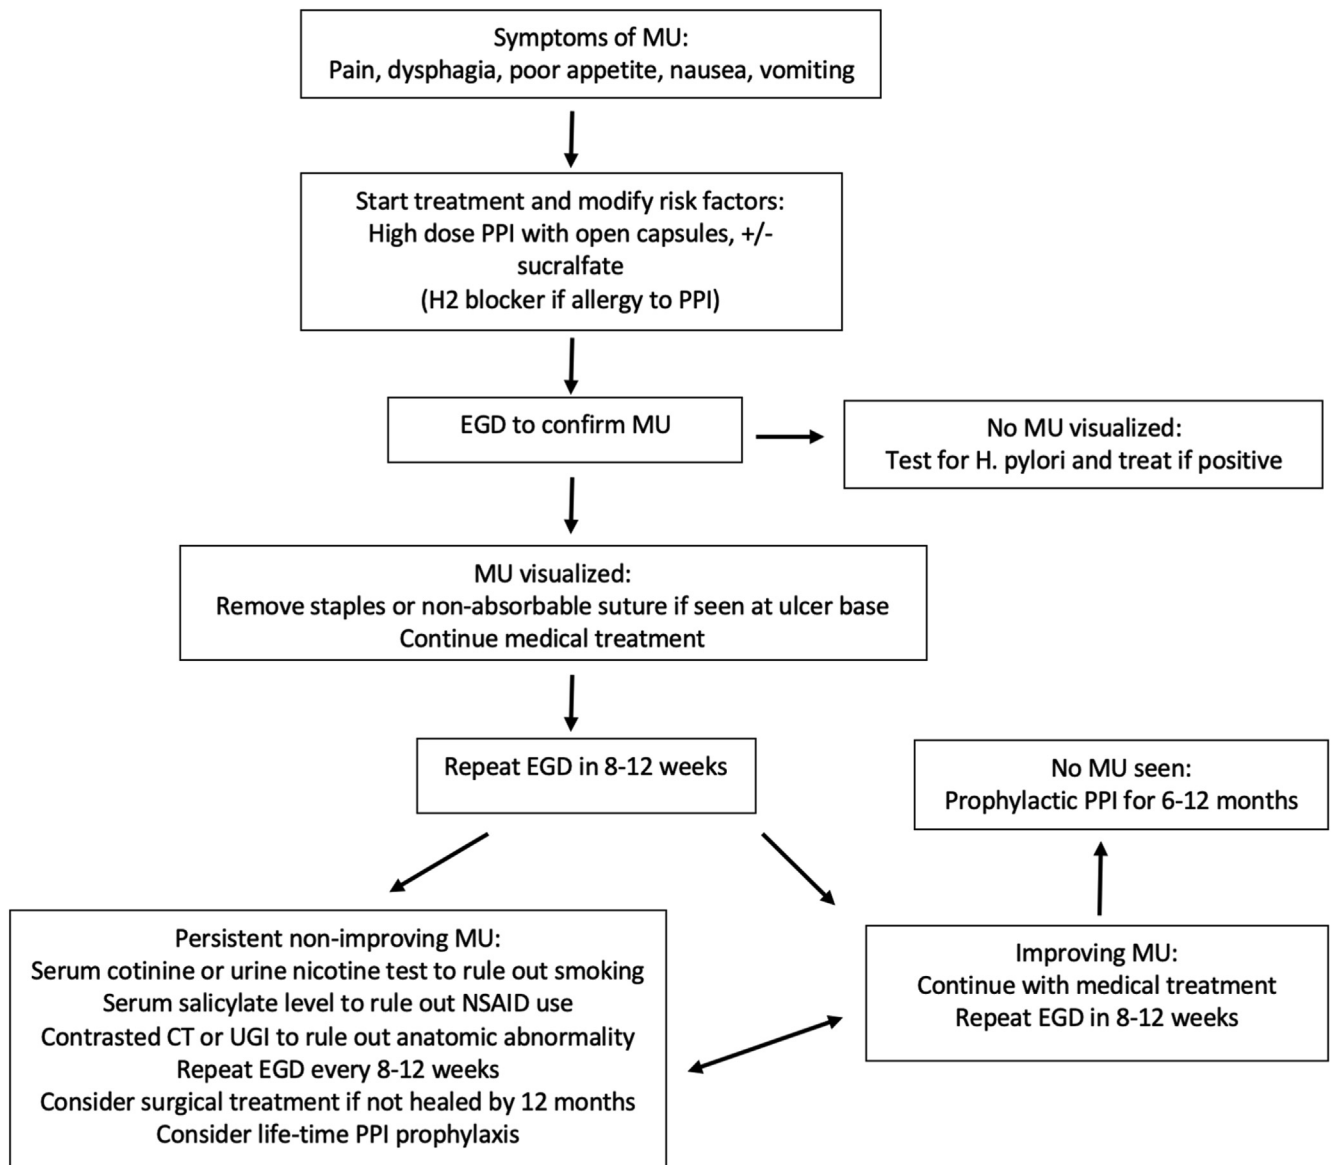 Symptoms of MU:
Pain, dysphagia, poor appetite, nausea, vomiting
Start treatment and modify risk factors:
High dose PPI with open capsules, +/-
sucralfate
(H2 blocker if allergy to PPI)
EGD to confirm MU
No MU visualized:
Test for H. pylori and treat if positive
MU visualized:
Remove staples or non-absorbable suture if seen at ulcer base
Continue medical treatment
Repeat EGD in 8-12 weeks
No MU seen:
Prophylactic PPI for 6-12 months
Persistent non-improving MU:
Serum cotinine or urine nicotine test to rule out smoking
Serum salicylate level to rule out NSAID use
Contrasted CT or UGI to rule out anatomic abnormality
Repeat EGD every 8-12 weeks
Consider surgical treatment if not healed by 12 months
Consider life-time PPI prophylaxis
Improving MU:
Continue with medical treatment
Repeat EGD in 8-12 weeks